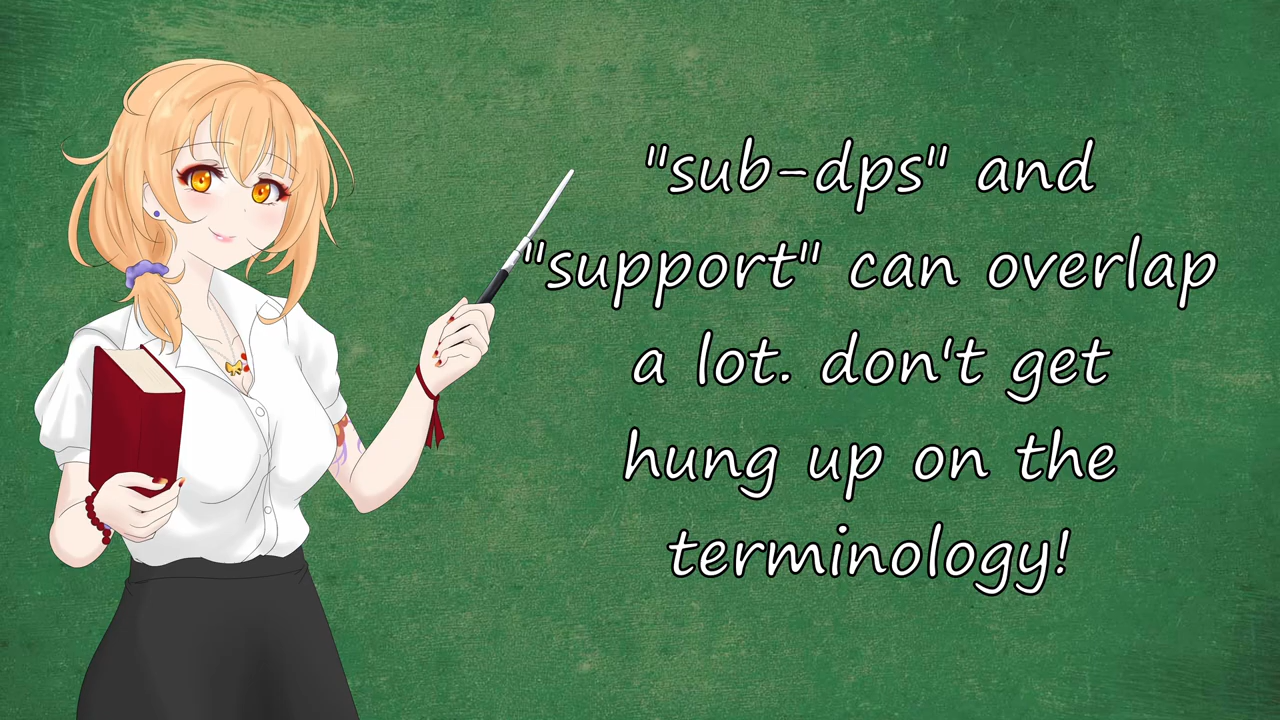 "sub-dps" and
"support" can overlap
a lot. don't get
hung up on the
terminology!